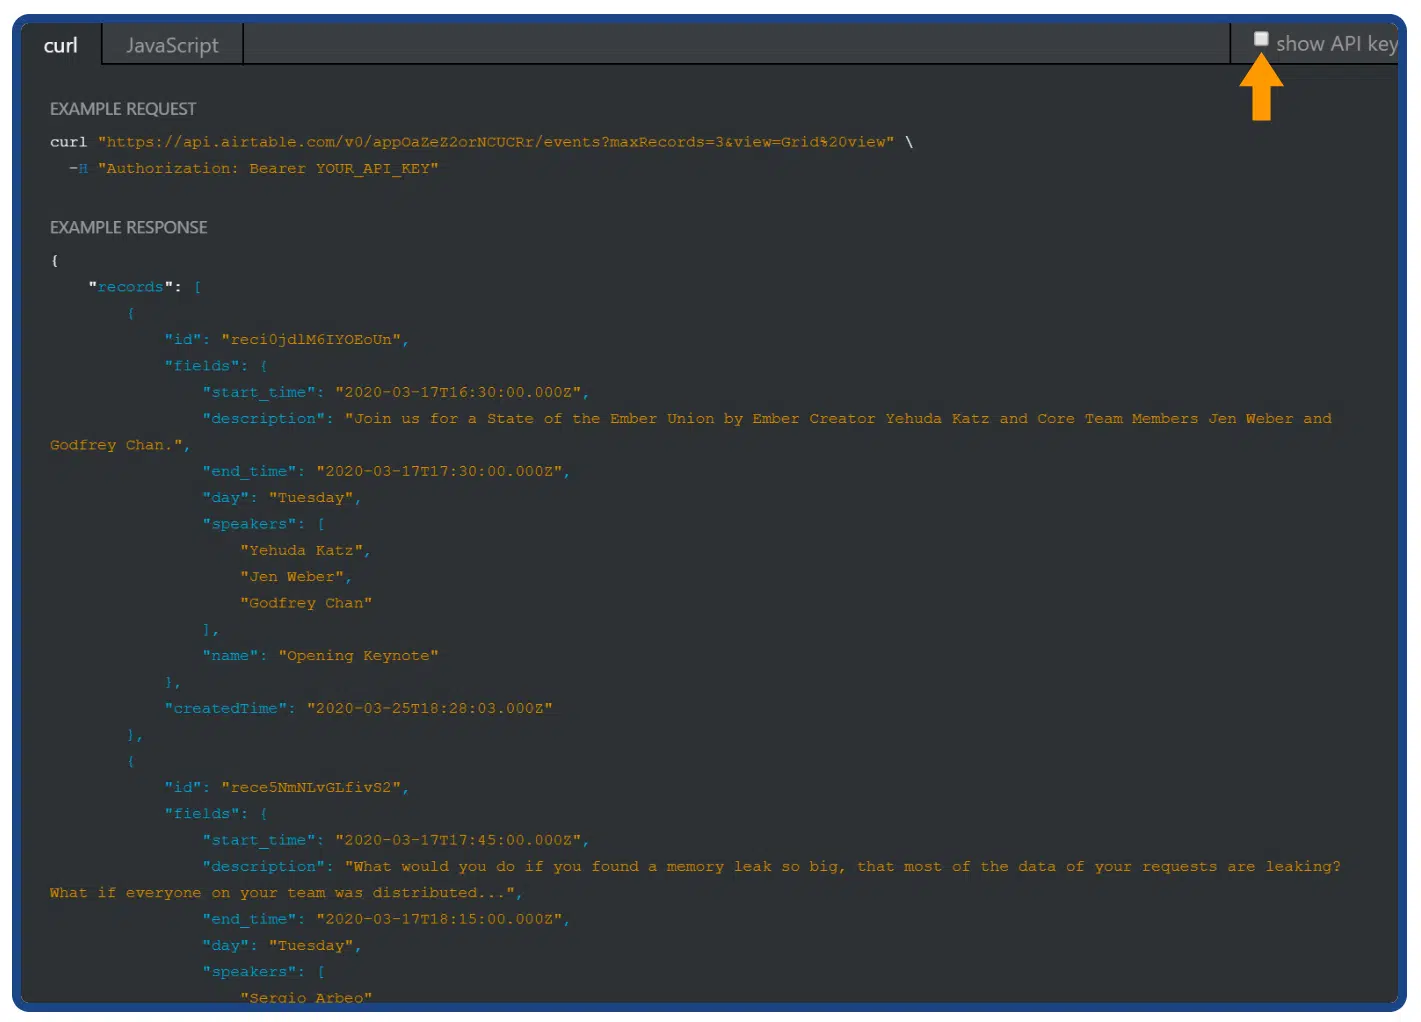 curl JavaScript show API key
EXAMPLE REQUEST
curl "https://api.airtable.com/v0/appOaZeZ2orNCUCRr/events?maxRecords=3&view=Grid%20view" \
-H "Authorization: Bearer YOUR_API_KEY"
EXAMPLE RESPONSE
{
"records": [
{
"id": "reci0jdlM6IYOEoUn",
"fields": {
"start_time": "2020-03-17T16:30:00.000Z",
"description": "Join us for a State of the Ember Union by Ember Creator Yehuda Katz and Core Team Members Jen Weber and
Godfrey Chan.",
"end_time": "2020-03-17T17:30:00.000Z",
"day": "Tuesday",
"speakers": [
"Yehuda Katz",
"Jen Weber",
"Godfrey Chan"
],
"name": "Opening Keynote"
},
"createdTime": "2020-03-25T18:28:03.000Z"
},
{
"id": "rece5NmNLvGLfivS2",
"fields": {
"start_time": "2020-03-17T17:45:00.000Z",
"description": "What would you do if you found a memory leak so big, that most of the data of your requests are leaking?
What if everyone on your team was distributed...",
"end_time": "2020-03-17T18:15:00.000Z",
"day": "Tuesday",
"speakers": [
"Sergio Arbeo"